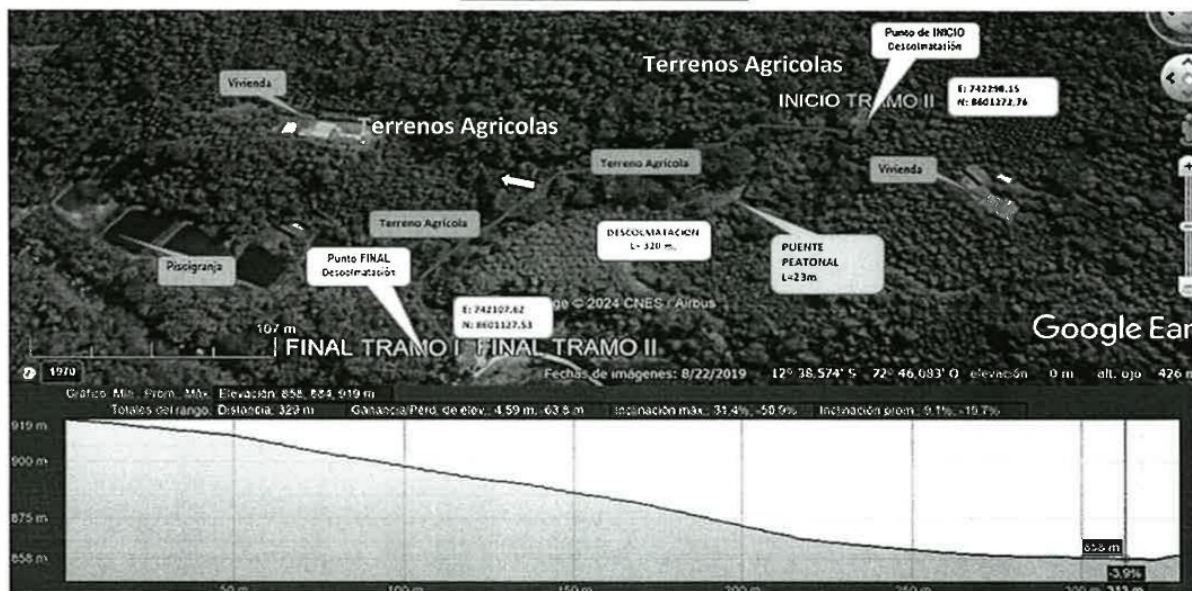 Punto de INICIO
Descolmatación
Terrenos Agricolas
Vivienda
INICIO TRAMO II
E: 742298.15
N: 8601272.76
Terrenos Agricolas
Terreno Agrícola
Vivienda
Terreno Agrícola
DESCOLMATACION
L= 320 m.
PUENTE
PEATONAL
L=23m
Piscigranja
Punto FINAL
Descolmatación
© 2024 CNES / Airbus
E: 742107.62
N: 8601127.53
107 m
FINAL TRAMO I FINAL TRAMO II
Google Ear
1970
Fechas de imágenes: 8/22/2019 12° 38.574' S 72° 46.083' O elevación 0 m alt. ojo 426 m
Gráfico: Mín., Prom., Máx. Elevación: 858, 884, 919 m
Totales del rango: Distancia: 329 m Ganancia/Pérd. de elev.: 4.59 m, -63.8 m Inclinación máx.: 31.4%, -50.9% Inclinación prom.: 9.1%, -19.7%
919 m
900 m
875 m
858 m
858 m
-3.9%
50 m 100 m 150 m 200 m 250 m 300 m 313 m